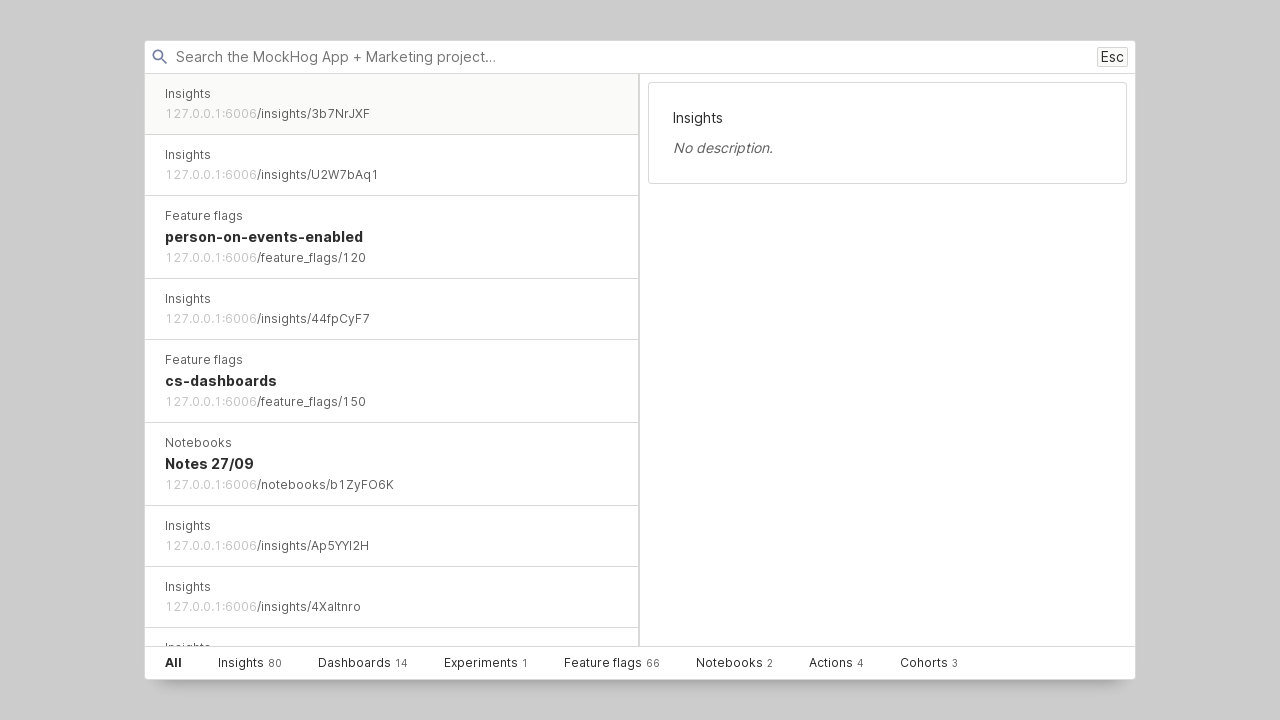 Search the MockHog App + Marketing project...
Esc
Insights
127.0.0.1:6006/insights/3b7NrJXF
Insights
127.0.0.1:6006/insights/U2W7bAq1
Feature flags
person-on-events-enabled
127.0.0.1:6006/feature_flags/120
Insights
127.0.0.1:6006/insights/44fpCyF7
Feature flags
cs-dashboards
127.0.0.1:6006/feature_flags/150
Notebooks
Notes 27/09
127.0.0.1:6006/notebooks/b1ZyFO6K
Insights
127.0.0.1:6006/insights/Ap5YYl2H
Insights
127.0.0.1:6006/insights/4Xaltnro
Insights
Insights
No description.
All Insights 80 Dashboards 14 Experiments 1 Feature flags 66 Notebooks 2 Actions 4 Cohorts 3